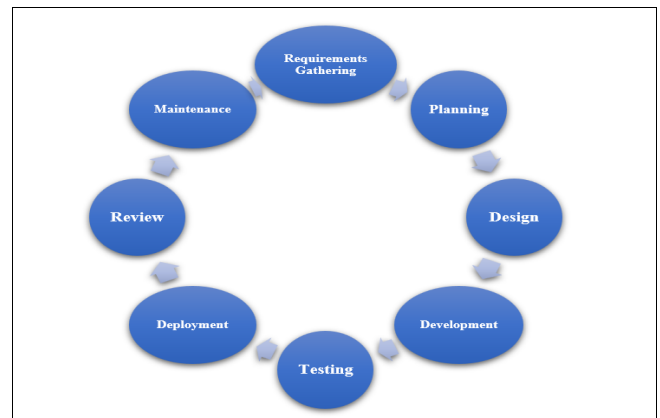 Requirements
Gathering
Planning
Design
Development
Testing
Deployment
Review
Maintenance